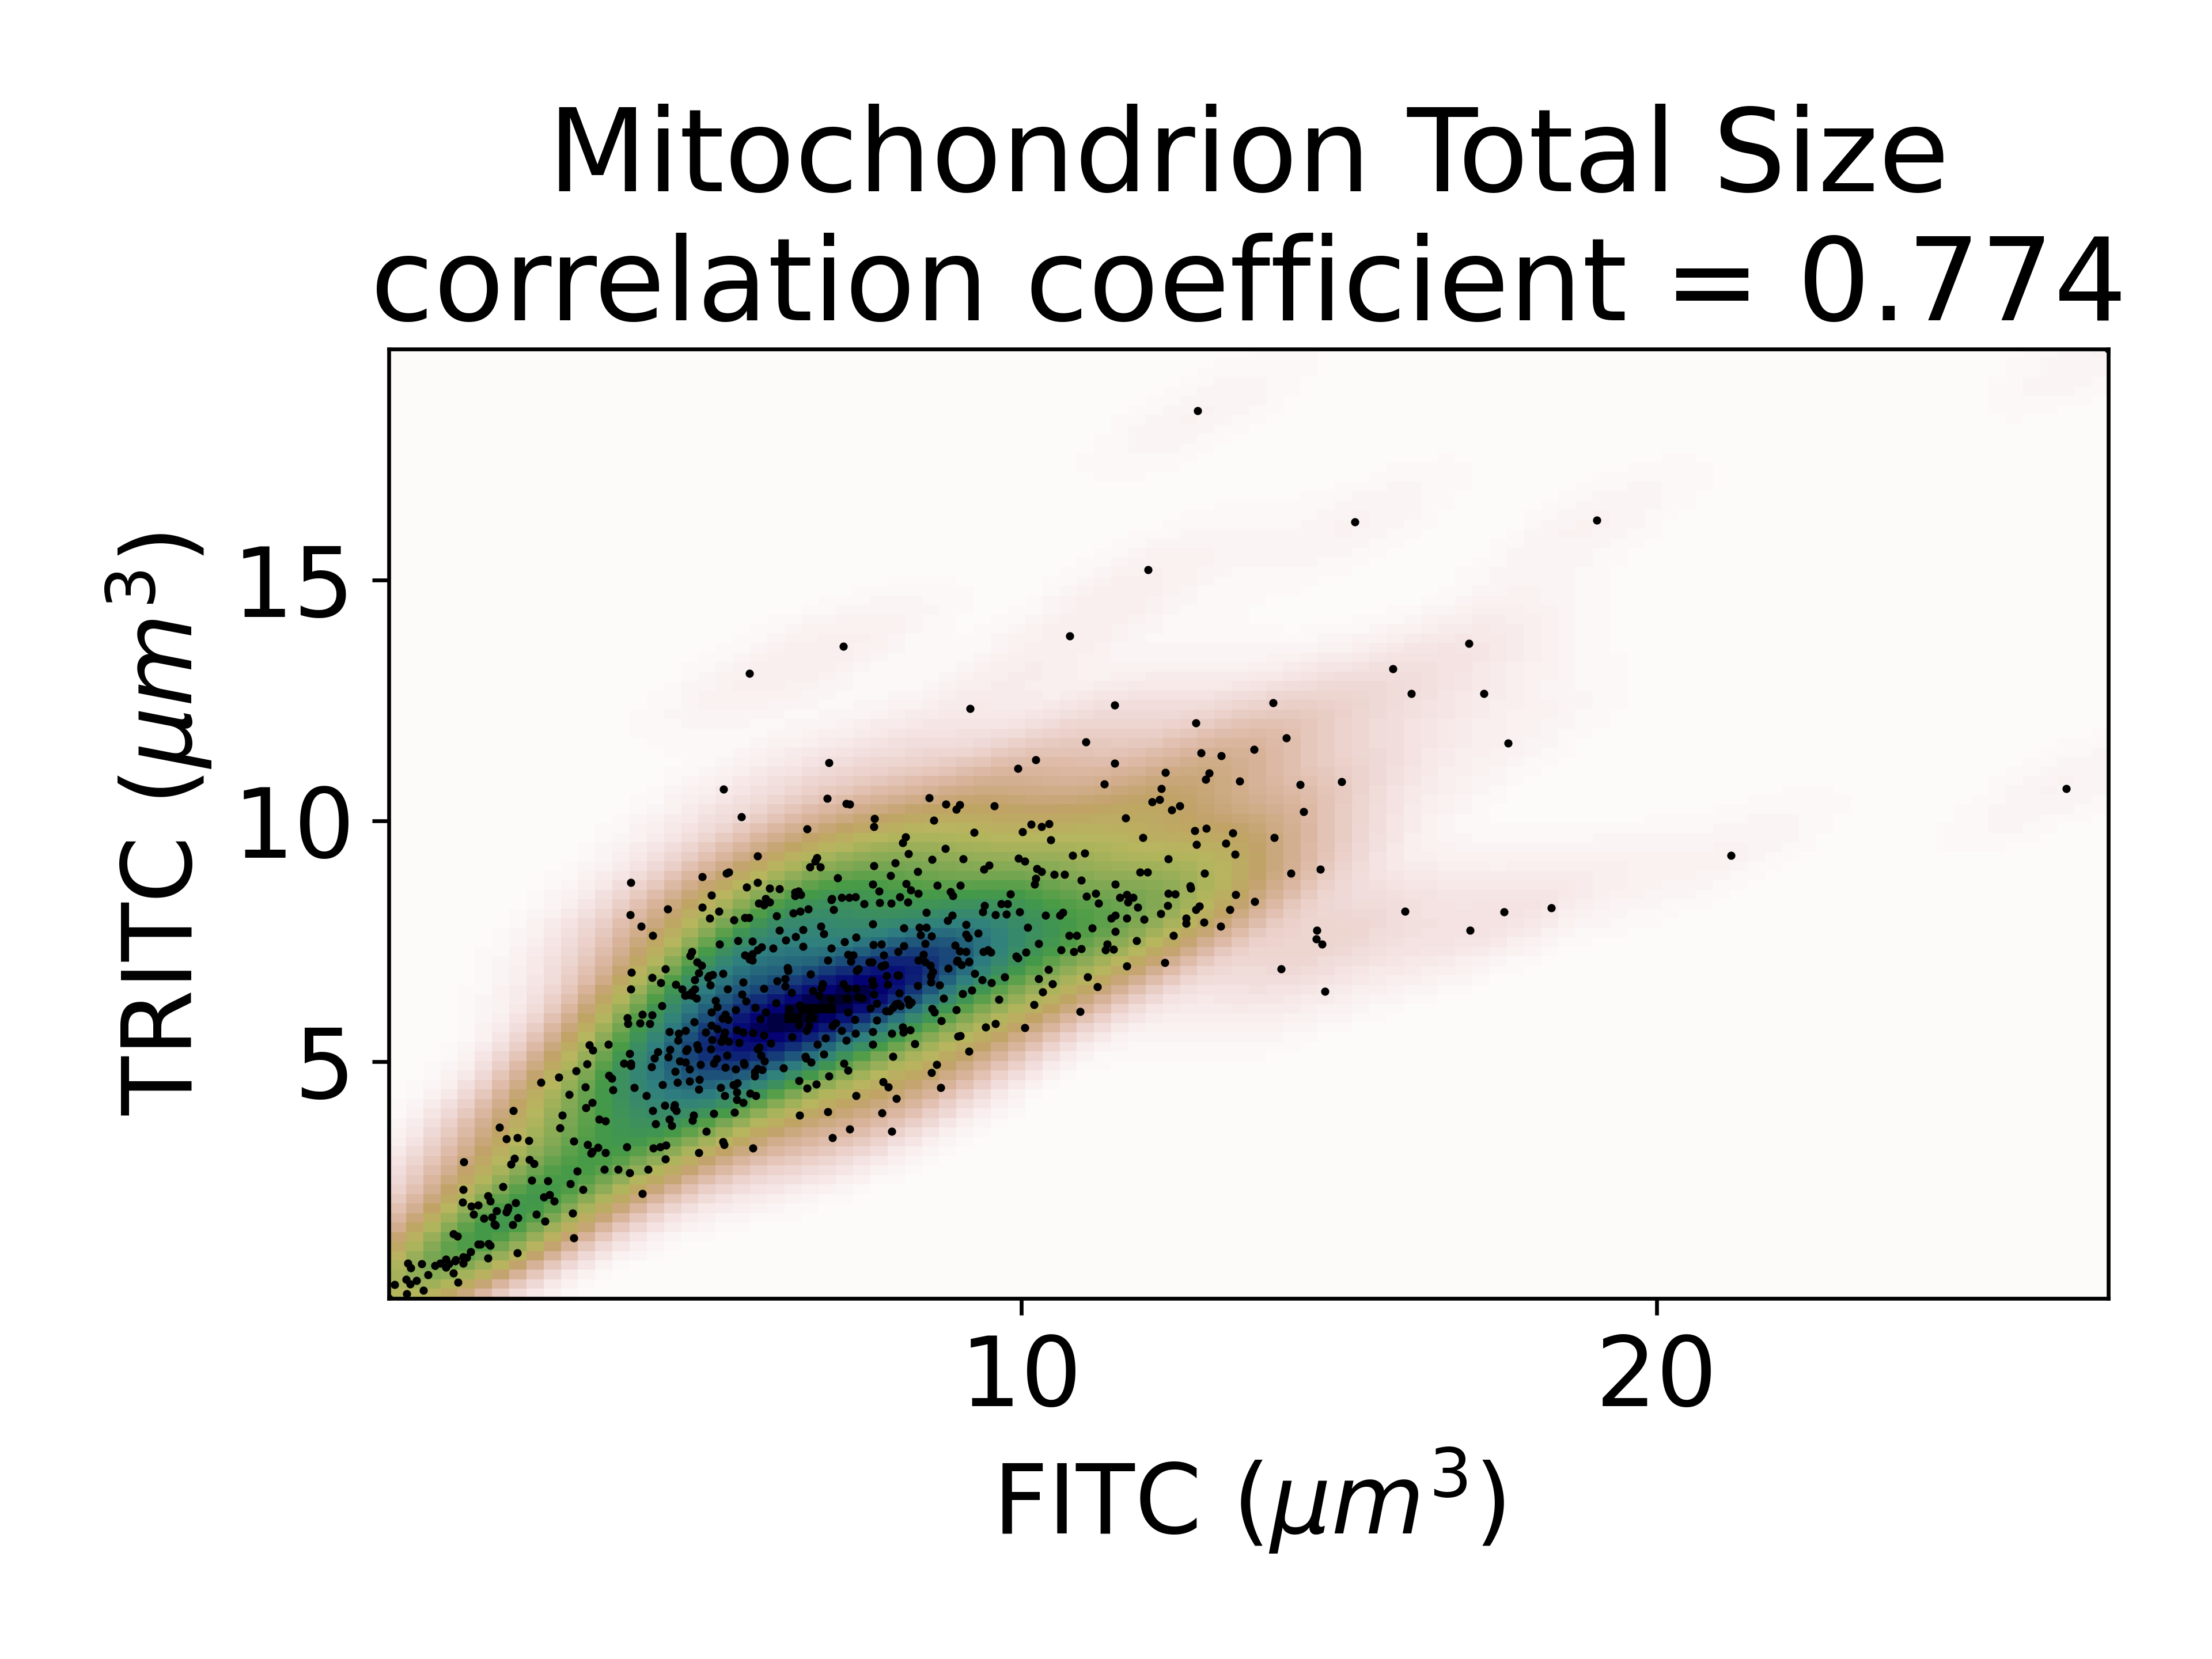 Mitochondrion Total Size
correlation coefficient = 0.774
TRITC (μm³)
15
10
5
10
20
FITC (μm³)